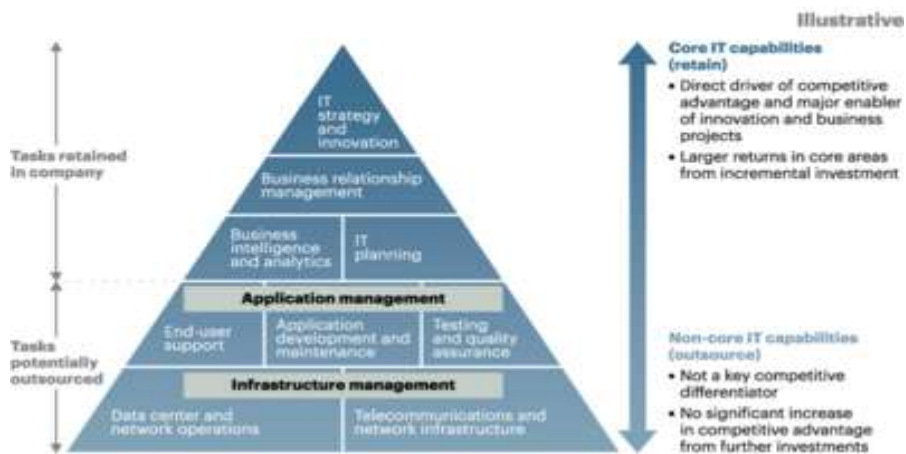 Illustrative
Tasks retained
in company
Tasks
potentially
outsourced
IT
strategy
and
innovation
Business relationship
management
Business
intelligence
and analytics
IT
planning
Application management
End-user
support
Application
development and
maintenance
Testing
and quality
assurance
Infrastructure management
Data center and
network operations
Telecommunications and
network infrastructure
Core IT capabilities
(retain)
• Direct driver of competitive
advantage and major enabler
of innovation and business
projects
• Larger returns in core areas
from incremental investment
Non-core IT capabilities
(outsource)
• Not a key competitive
differentiator
• No significant increase
in competitive advantage
from further investments